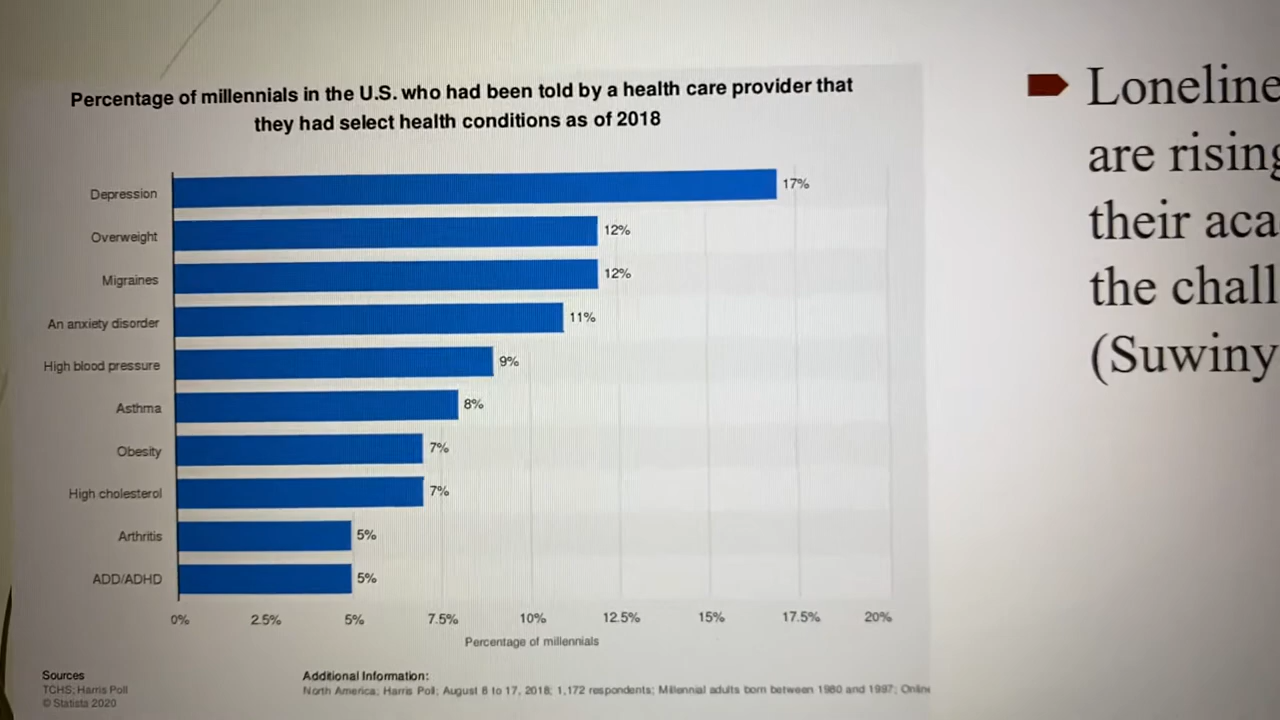 Percentage of millennials in the U.S. who had been told by a health care provider that
they had select health conditions as of 2018
Depression 17%
Overweight 12%
Migraines 12%
An anxiety disorder 11%
High blood pressure 9%
Asthma 8%
Obesity 7%
High cholesterol 7%
Arthritis 5%
ADD/ADHD 5%
0% 2.5% 5% 7.5% 10% 12.5% 15% 17.5% 20%
Percentage of millennials
Sources
TCHS; Harris Poll
© Statista 2020
Additional Information:
North America; Harris Poll; August 6 to 17, 2018; 1,172 respondents; Millennial adults born between 1980 and 1997; Online
Loneline
are rising
their aca
the chall
(Suwiny